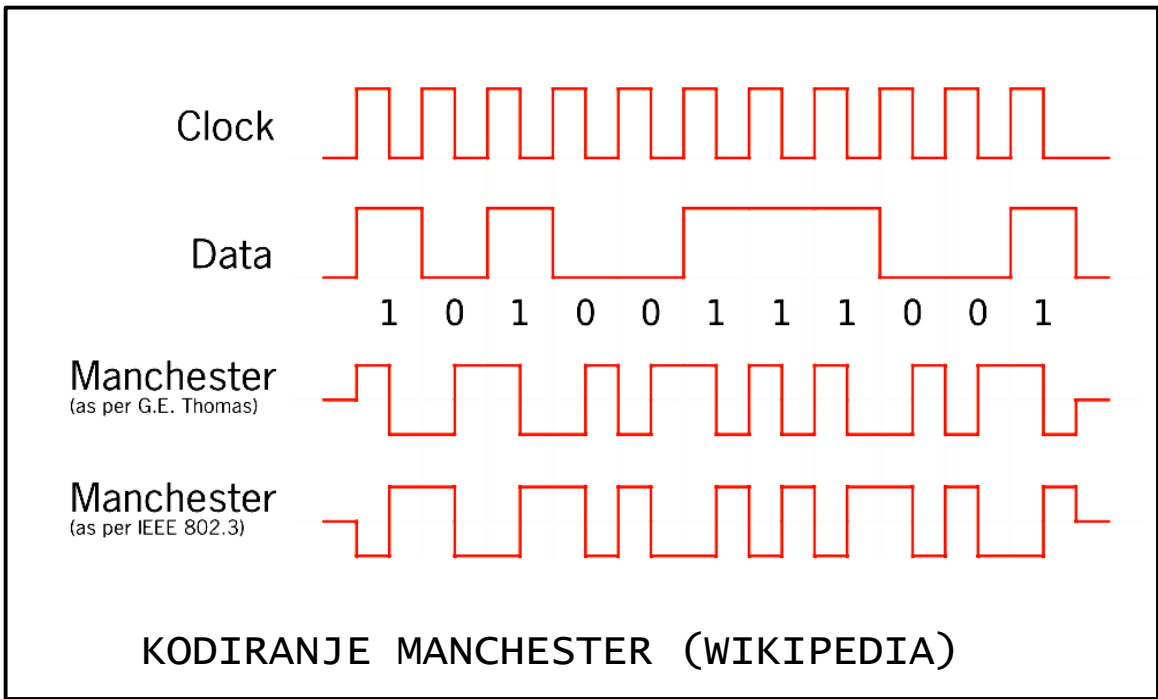 Clock
Data
1 0 1 0 0 1 1 1 0 0 1
Manchester
(as per G.E. Thomas)
Manchester
(as per IEEE 802.3)
KODIRANJE MANCHESTER (WIKIPEDIA)